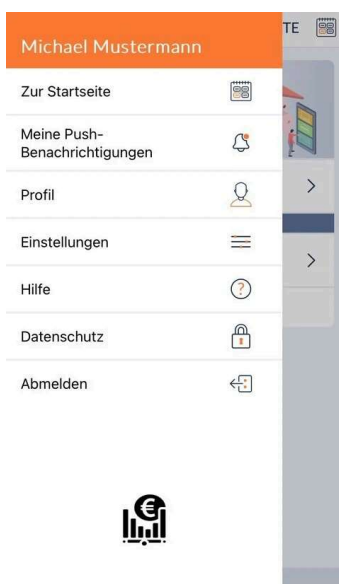 Michael Mustermann
TE
Zur Startseite
Meine Push-
Benachrichtigungen
Profil
Einstellungen
Hilfe
?
Datenschutz
Abmelden
€